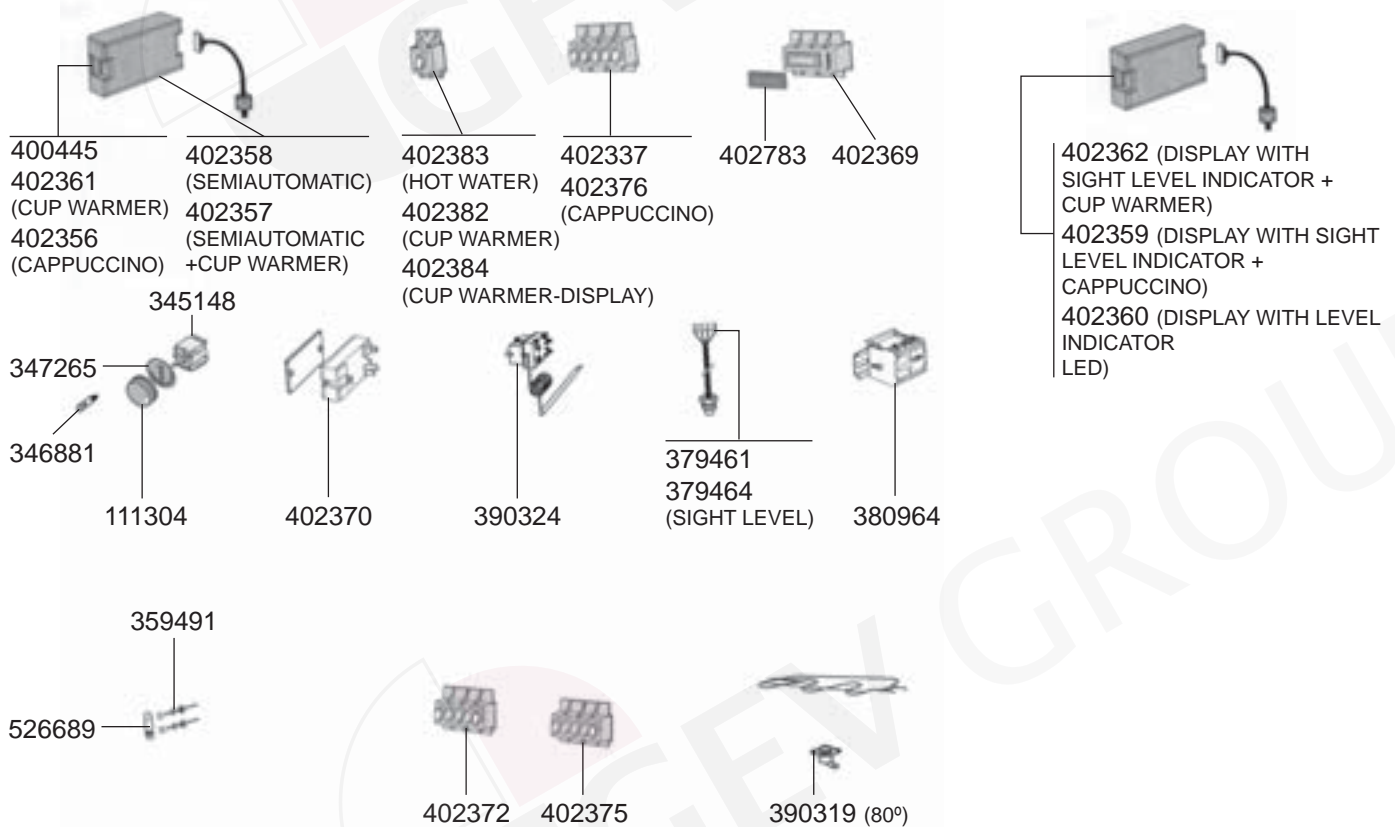 400445
402361
(CUP WARMER)
402356
(CAPPUCCINO)
402358
(SEMIAUTOMATIC)
402357
(SEMIAUTOMATIC
+CUP WARMER)
402383
(HOT WATER)
402382
(CUP WARMER)
402384
(CUP WARMER-DISPLAY)
402337
402376
(CAPPUCCINO)
402783
402369
402362 (DISPLAY WITH
SIGHT LEVEL INDICATOR +
CUP WARMER)
402359 (DISPLAY WITH SIGHT
LEVEL INDICATOR +
CAPPUCCINO)
402360 (DISPLAY WITH LEVEL
INDICATOR
LED)
345148
347265
346881
111304
402370
390324
379461
379464
(SIGHT LEVEL)
380964
359491
526689
402372
402375
390319 (80º)
GEV GROU